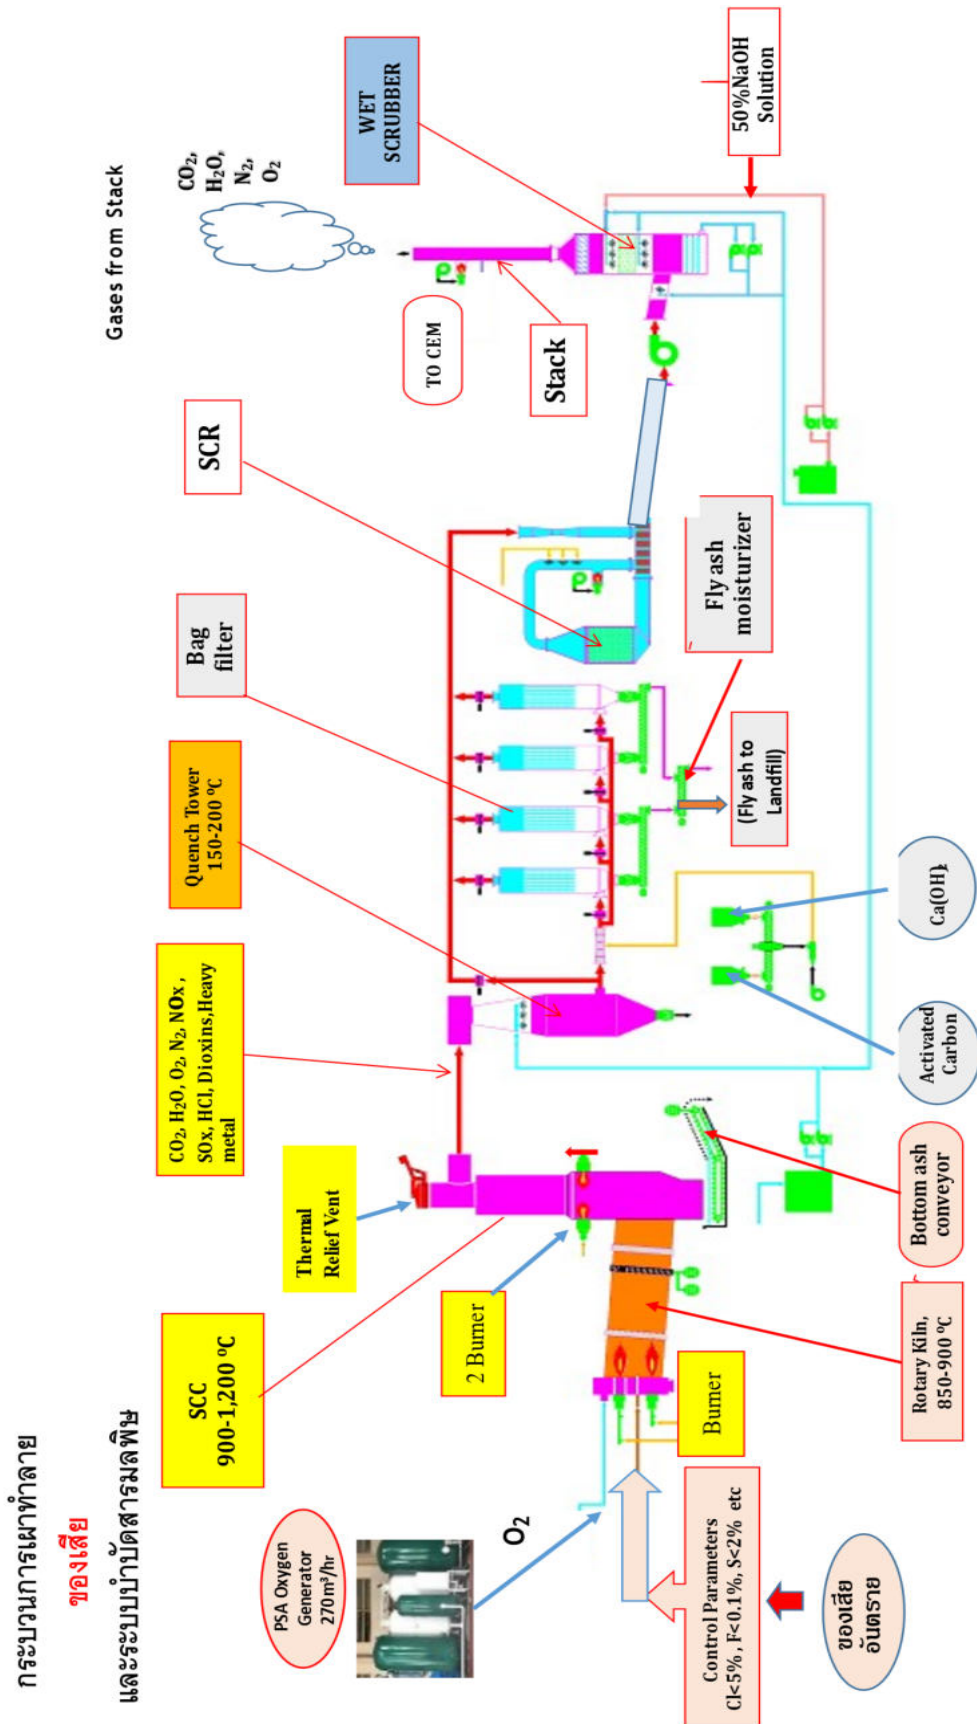 กระบวนการเผาทำลาย
ของเสีย
และระบบบำบัดสารมลพิษ
PSA Oxygen
Generator
270m³/hr
O₂
Control Parameters
Cl<5%, F<0.1%, S<2% etc
ของเสีย
อันตราย
SCC
900-1,200 ºC
2 Burner
Burner
Rotary Kiln,
850-900 ºC
Thermal
Relief Vent
Bottom ash
conveyor
CO₂, H₂O, O₂, N₂, NOx ,
SOx, HCl, Dioxins,Heavy
metal
Activated
Carbon
Ca(OH)₂
Quench Tower
150-200 ºC
Bag
filter
(Fly ash to
Landfill)
Fly ash
moisturizer
SCR
Stack
TO CEM
Gases from Stack
CO₂,
H₂O,
N₂,
O₂
WET
SCRUBBER
50%NaOH
Solution